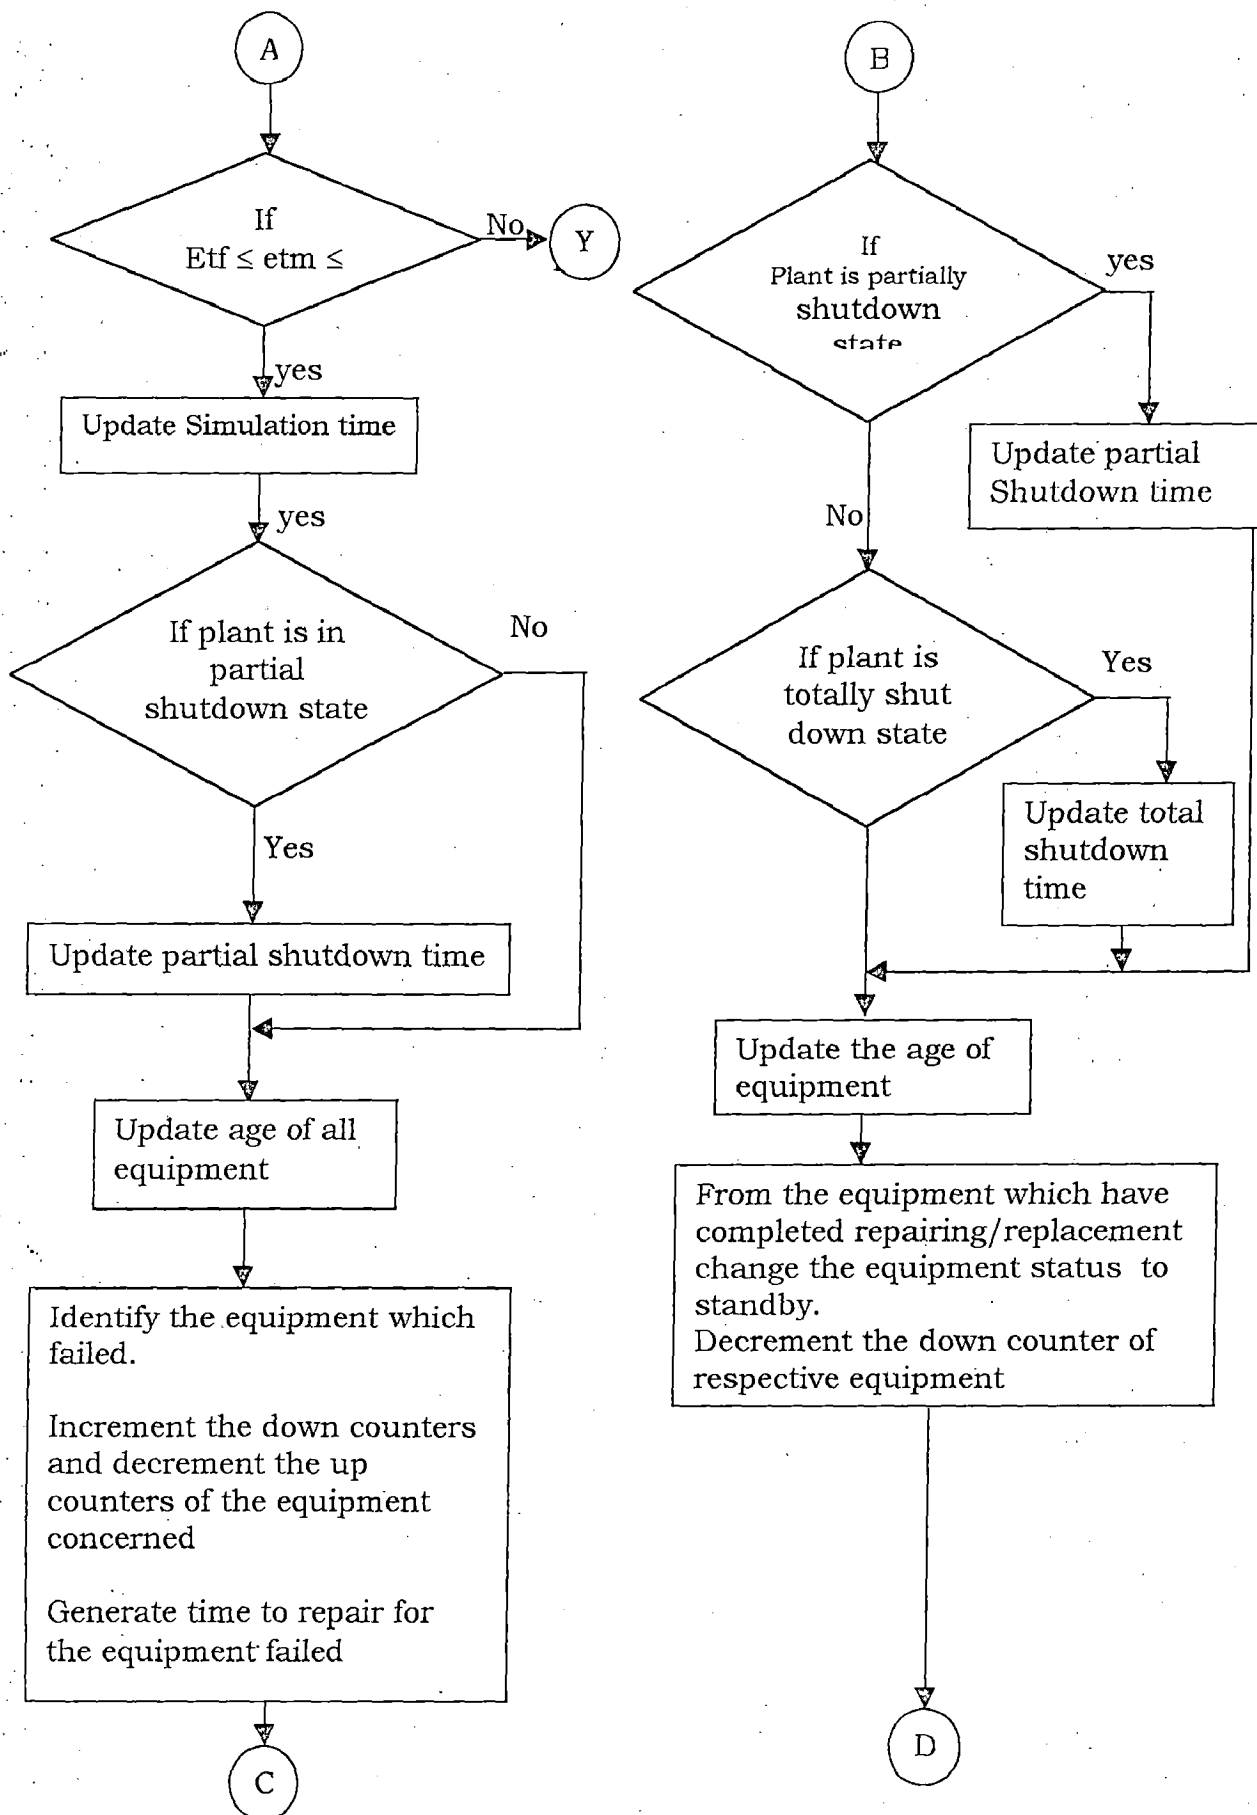 A
If
Etf ≤ etm ≤
No
Y
yes
Update Simulation time
yes
If plant is in
partial
shutdown state
No
Yes
Update partial shutdown time
Update age of all
equipment
Identify the equipment which
failed.
Increment the down counters
and decrement the up
counters of the equipment
concerned
Generate time to repair for
the equipment failed
C
B
If
Plant is partially
shutdown
state
yes
Update partial
Shutdown time
No
If plant is
totally shut
down state
Yes
Update total
shutdown
time
Update the age of
equipment
From the equipment which have
completed repairing/replacement
change the equipment status to
standby.
Decrement the down counter of
respective equipment
D